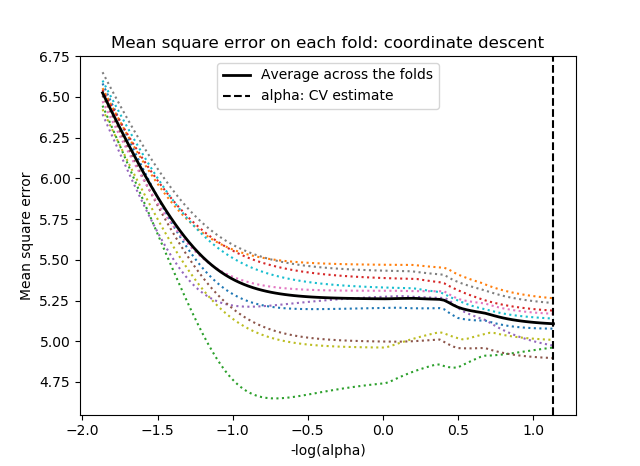 Mean square error on each fold: coordinate descent
Average across the folds
alpha: CV estimate
Mean square error
6.75
6.50
6.25
6.00
5.75
5.50
5.25
5.00
4.75
−2.0 −1.5 −1.0 −0.5 0.0 0.5 1.0
-log(alpha)